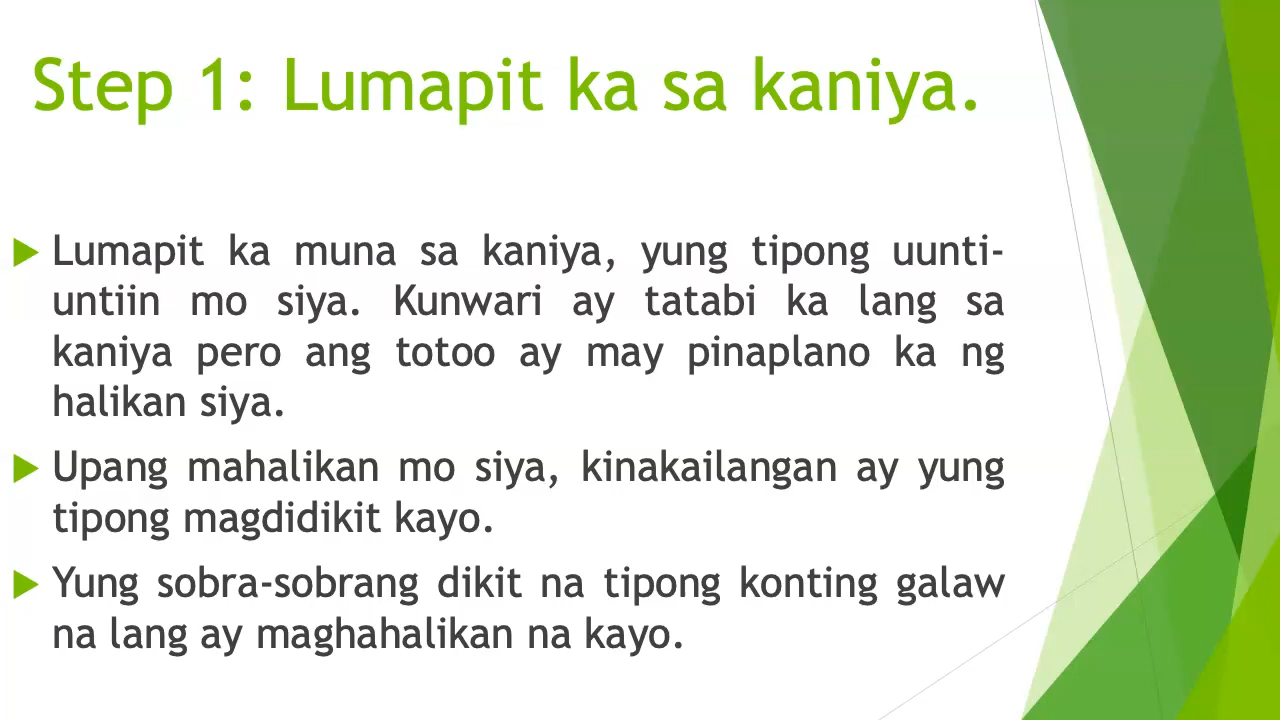 Step 1: Lumapit ka sa kaniya.
Lumapit ka muna sa kaniya, yung tipong uunti-
untiin mo siya. Kunwari ay tatabi ka lang sa
kaniya pero ang totoo ay may pinaplano ka ng
halikan siya.
Upang mahalikan mo siya, kinakailangan ay yung
tipong magdidikit kayo.
Yung sobra-sobrang dikit na tipong konting galaw
na lang ay maghahalikan na kayo.